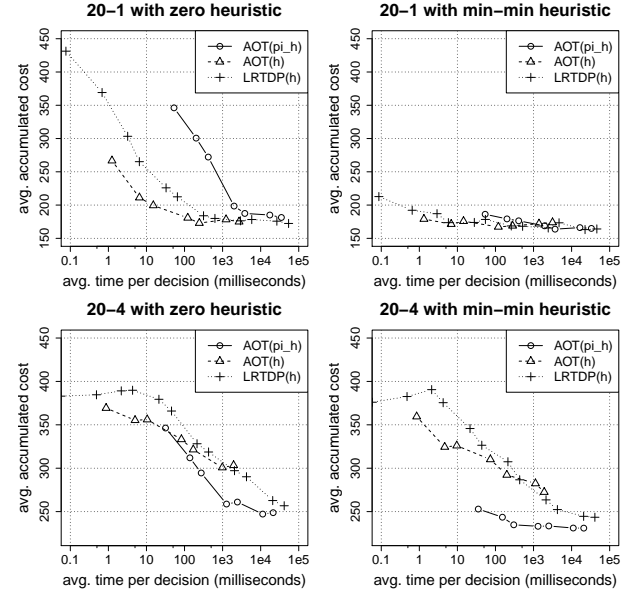 20−1 with zero heuristic
450
400
350
300
250
200
150
avg. accumulated cost
AOT(pi_h)
AOT(h)
LRTDP(h)
0.1 1 10 100 1e3 1e5
avg. time per decision (milliseconds)
20−1 with min−min heuristic
450
400
350
300
250
200
150
avg. accumulated cost
AOT(pi_h)
AOT(h)
LRTDP(h)
0.1 1 10 100 1e3 1e5
avg. time per decision (milliseconds)
20−4 with zero heuristic
450
400
350
300
250
avg. accumulated cost
AOT(pi_h)
AOT(h)
LRTDP(h)
0.1 1 10 100 1e3 1e5
avg. time per decision (milliseconds)
20−4 with min−min heuristic
450
400
350
300
250
avg. accumulated cost
AOT(pi_h)
AOT(h)
LRTDP(h)
0.1 1 10 100 1e3 1e5
avg. time per decision (milliseconds)